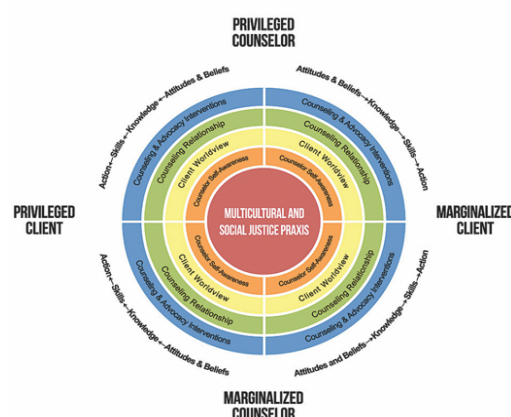 PRIVILEGED
COUNSELOR
Action←Skills←Knowledge←Attitudes & Beliefs
Attitudes & Beliefs→Knowledge→Skills→Action
Counseling & Advocacy Interventions
Counseling & Advocacy Interventions
Counseling Relationship
Counseling Relationship
Client Worldview
Client Worldview
Counselor Self-Awareness
Counselor Self-Awareness
PRIVILEGED
CLIENT
MULTICULTURAL AND
SOCIAL JUSTICE PRAXIS
MARGINALIZED
CLIENT
Counselor Self-Awareness
Counselor Self-Awareness
Client Worldview
Client Worldview
Counseling Relationship
Counseling Relationship
Counseling & Advocacy Interventions
Counseling & Advocacy Interventions
Action←Skills←Knowledge←Attitudes & Beliefs
Attitudes and Beliefs→Knowledge→Skills→Action
MARGINALIZED
COUNSELOR